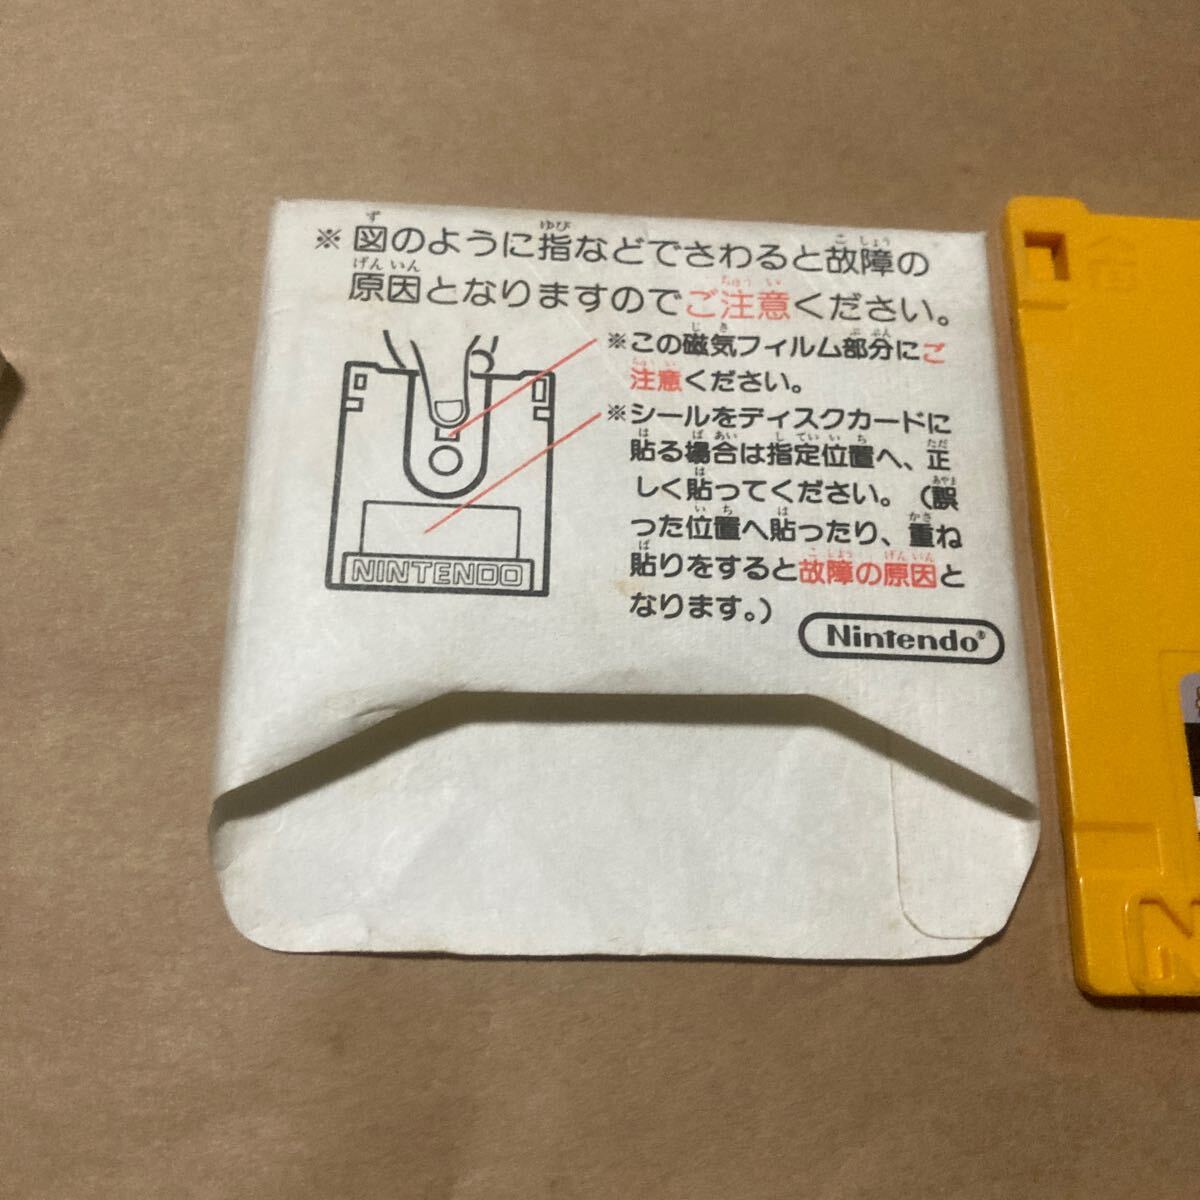 ※図のように指などでさわると故障の
原因となりますのでご注意ください。
※この磁気フィルム部分にご
注意ください。
※シールをディスクカードに
貼る場合は指定位置へ、正
しく貼ってください。(誤
った位置へ貼ったり、重ね
貼りをすると故障の原因と
なります。)
NINTENDO
Nintendo®